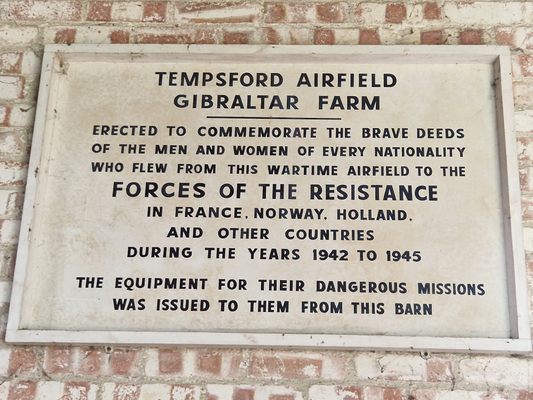 TEMPSFORD AIRFIELD
GIBRALTAR FARM
ERECTED TO COMMEMORATE THE BRAVE DEEDS
OF THE MEN AND WOMEN OF EVERY NATIONALITY
WHO FLEW FROM THIS WARTIME AIRFIELD TO THE
FORCES OF THE RESISTANCE
IN FRANCE, NORWAY, HOLLAND,
AND OTHER COUNTRIES
DURING THE YEARS 1942 TO 1945
THE EQUIPMENT FOR THEIR DANGEROUS MISSIONS
WAS ISSUED TO THEM FROM THIS BARN